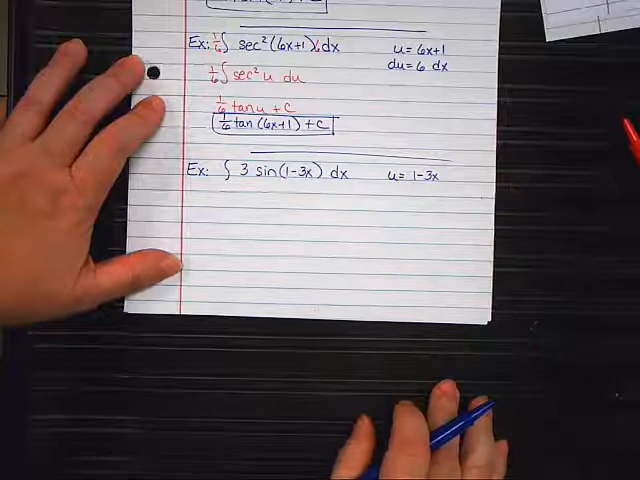 Ex: 1/6 ∫ sec²(6x+1) 6 dx u = 6x+1
du = 6 dx
1/6 ∫ sec² u du
1/6 tan u + C
1/6 tan (6x+1) + C
Ex: ∫ 3 sin(1-3x) dx u = 1-3x